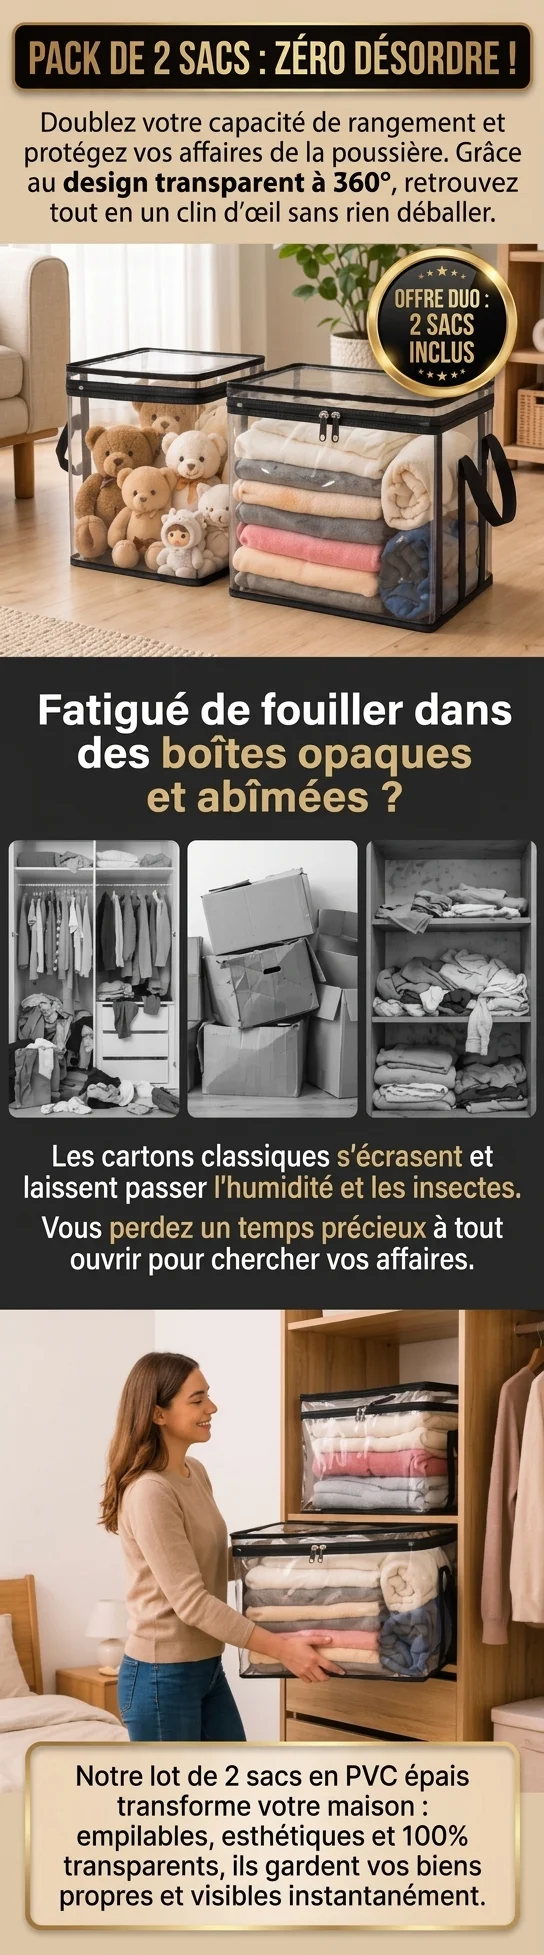 PACK DE 2 SACS : ZÉRO DÉSORDRE !
Doublez votre capacité de rangement et
protégez vos affaires de la poussière. Grâce
au design transparent à 360°, retrouvez
tout en un clin d'œil sans rien déballer.
OFFRE DUO :
2 SACS
INCLUS
Fatigué de fouiller dans
des boîtes opaques
et abîmées ?
Les cartons classiques s'écrasent et
laissent passer l'humidité et les insectes.
Vous perdez un temps précieux à tout
ouvrir pour chercher vos affaires.
Notre lot de 2 sacs en PVC épais
transforme votre maison :
empilables, esthétiques et 100%
transparents, ils gardent vos biens
propres et visibles instantanément.